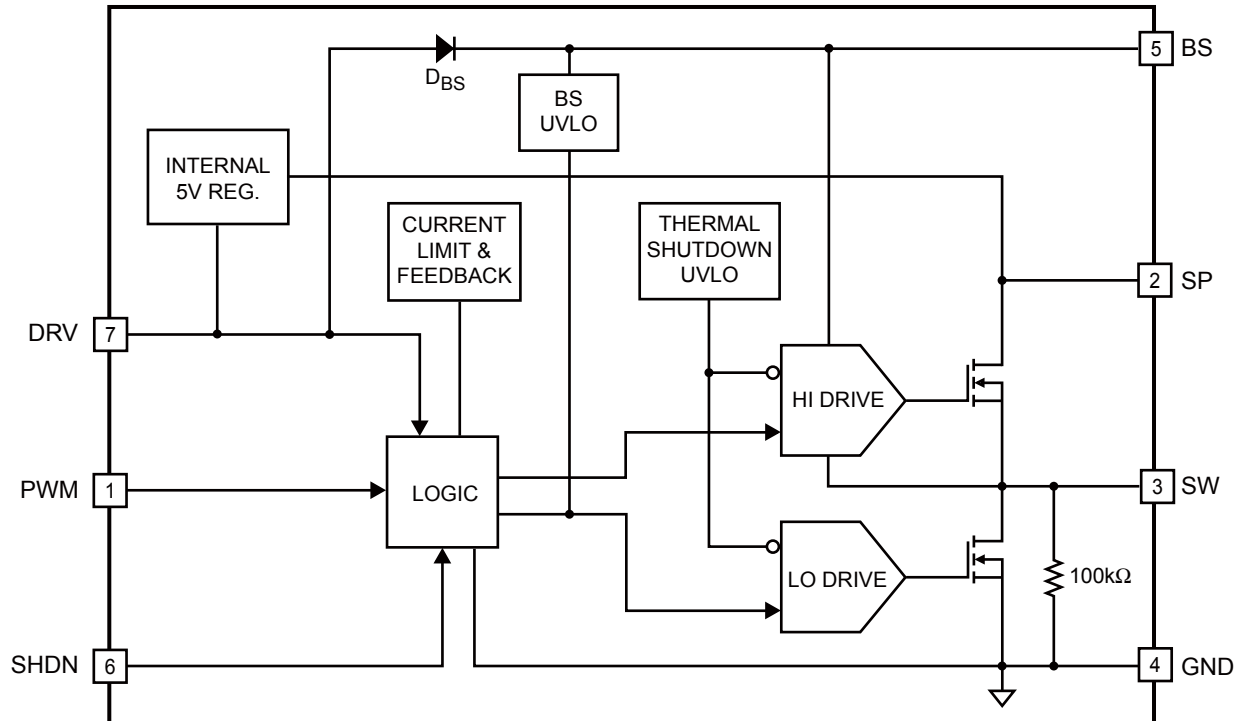 5 BS
D_BS
BS
UVLO
INTERNAL
5V REG.
CURRENT
LIMIT &
FEEDBACK
THERMAL
SHUTDOWN
UVLO
2 SP
DRV 7
HI DRIVE
PWM 1
LOGIC
3 SW
LO DRIVE
100kΩ
SHDN 6
4 GND